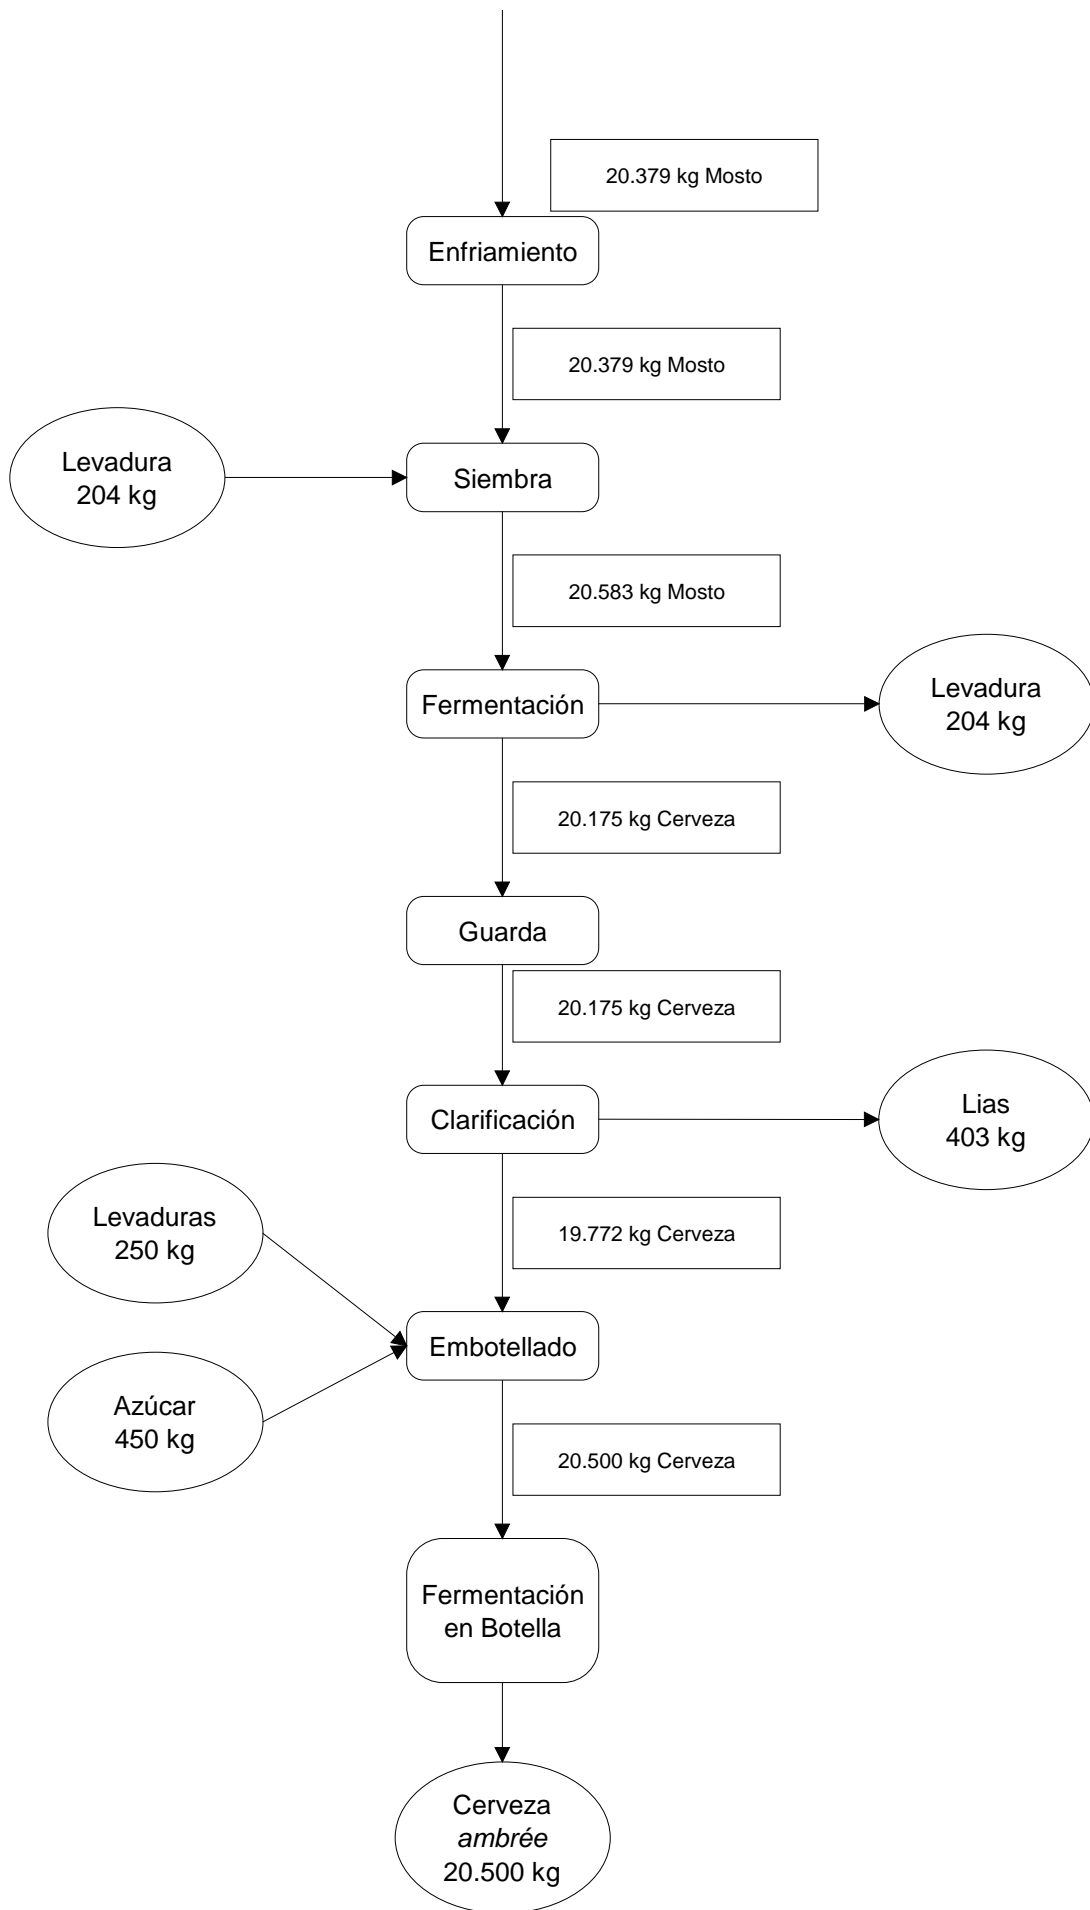 20.379 kg Mosto
Enfriamiento
20.379 kg Mosto
Levadura
204 kg
Siembra
20.583 kg Mosto
Fermentación
Levadura
204 kg
20.175 kg Cerveza
Guarda
20.175 kg Cerveza
Clarificación
Lias
403 kg
Levaduras
250 kg
19.772 kg Cerveza
Embotellado
Azúcar
450 kg
20.500 kg Cerveza
Fermentación
en Botella
Cerveza
ambrée
20.500 kg